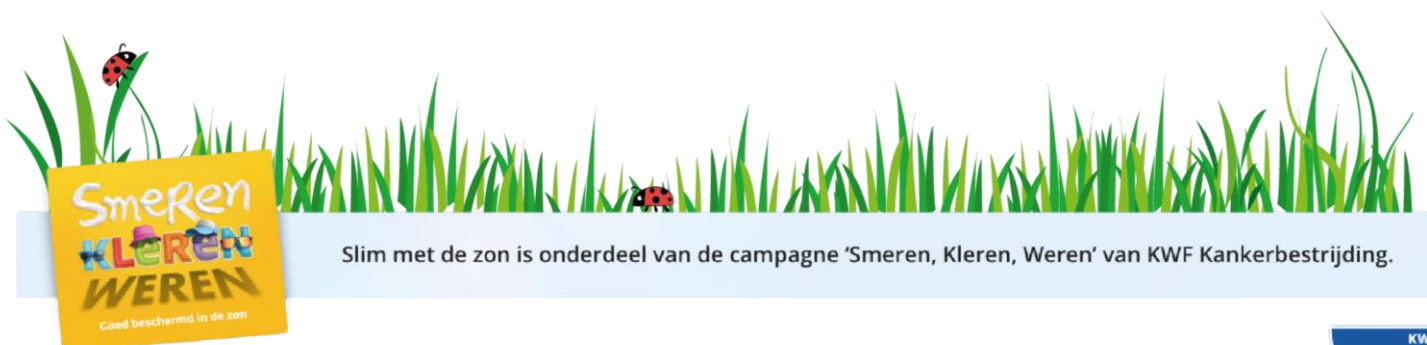 SmeRen
KLEREN
WEREN
Goed beschermd in de zon
Slim met de zon is onderdeel van de campagne ‘Smeren, Kleren, Weren’ van KWF Kankerbestrijding.
KW